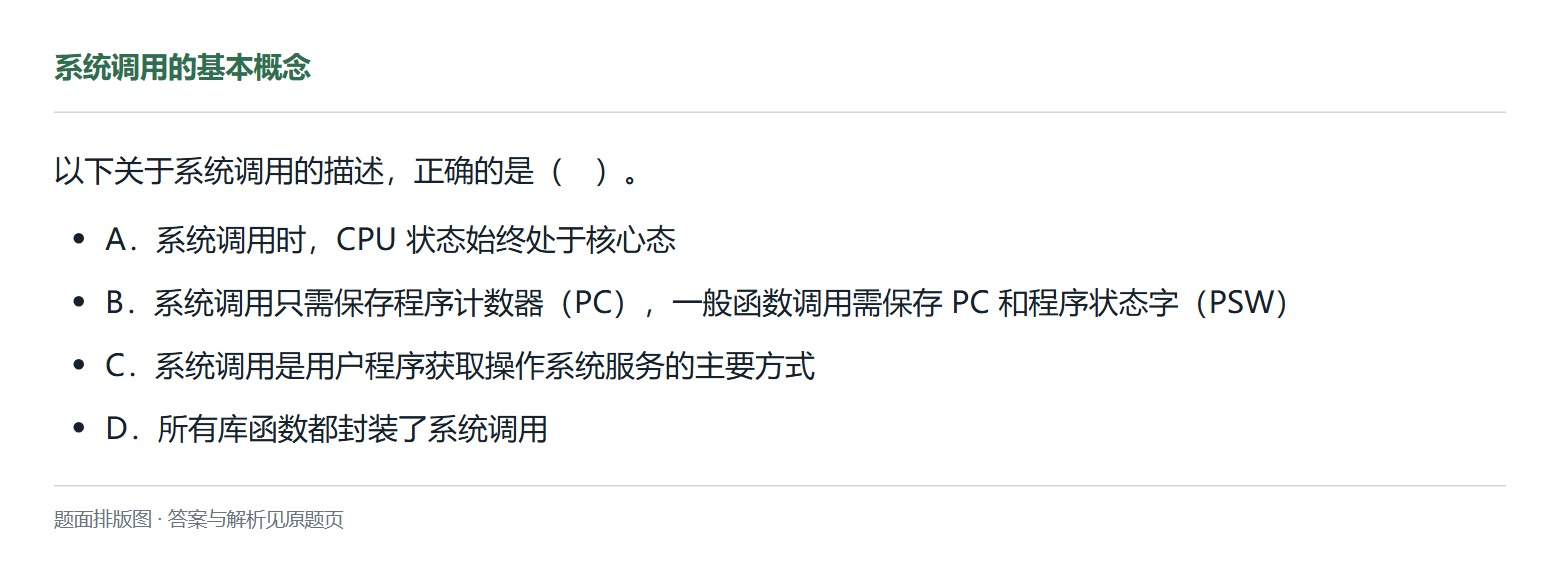 系统调用的基本概念
以下关于系统调用的描述，正确的是（　）。
• A．系统调用时，CPU 状态始终处于核心态
• B．系统调用只需保存程序计数器（PC），一般函数调用需保存 PC 和程序状态字（PSW）
• C．系统调用是用户程序获取操作系统服务的主要方式
• D．所有库函数都封装了系统调用
题面排版图 · 答案与解析见原题页